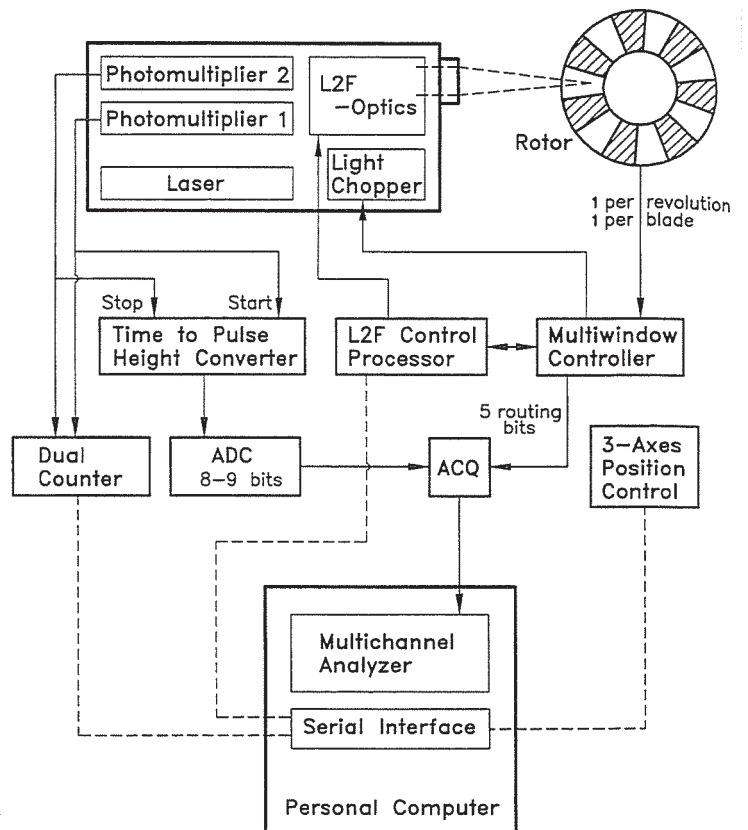 Photomultiplier 2
Photomultiplier 1
Laser
L2F
-Optics
Light
Chopper
Rotor
1 per revolution
1 per blade
Stop
Start
Time to Pulse
Height Converter
L2F Control
Processor
Multiwindow
Controller
5 routing
bits
Dual
Counter
ADC
8-9 bits
ACQ
3-Axes
Position
Control
Multichannel
Analyzer
Serial Interface
Personal Computer